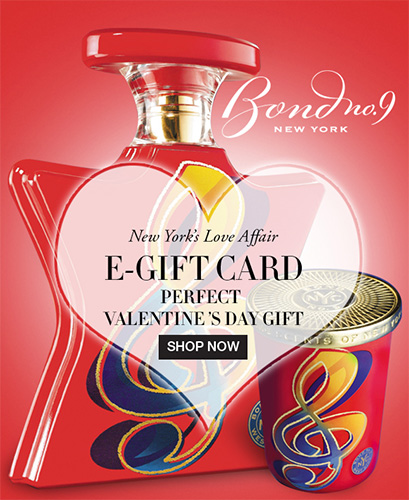 Bond no.9
NEW YORK
New York's Love Affair
E-GIFT CARD
PERFECT
VALENTINE'S DAY GIFT
SHOP NOW